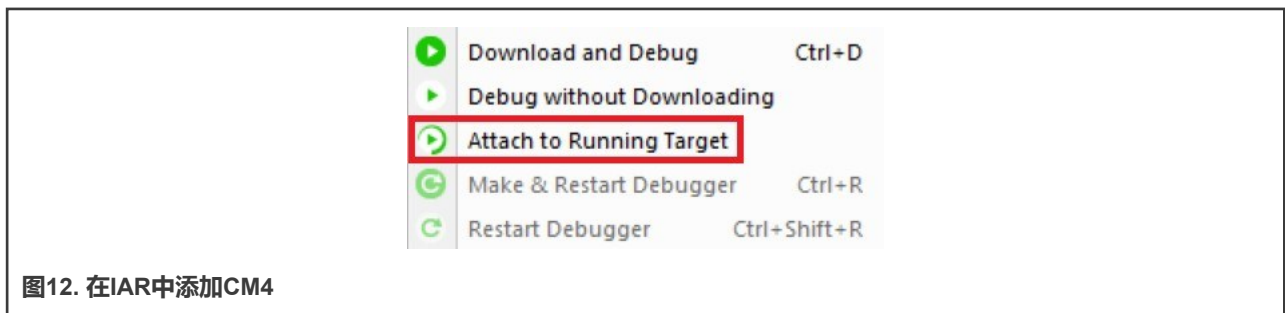 Download and Debug Ctrl+D
Debug without Downloading
Attach to Running Target
Make & Restart Debugger Ctrl+R
Restart Debugger Ctrl+Shift+R
图12. 在IAR中添加CM4